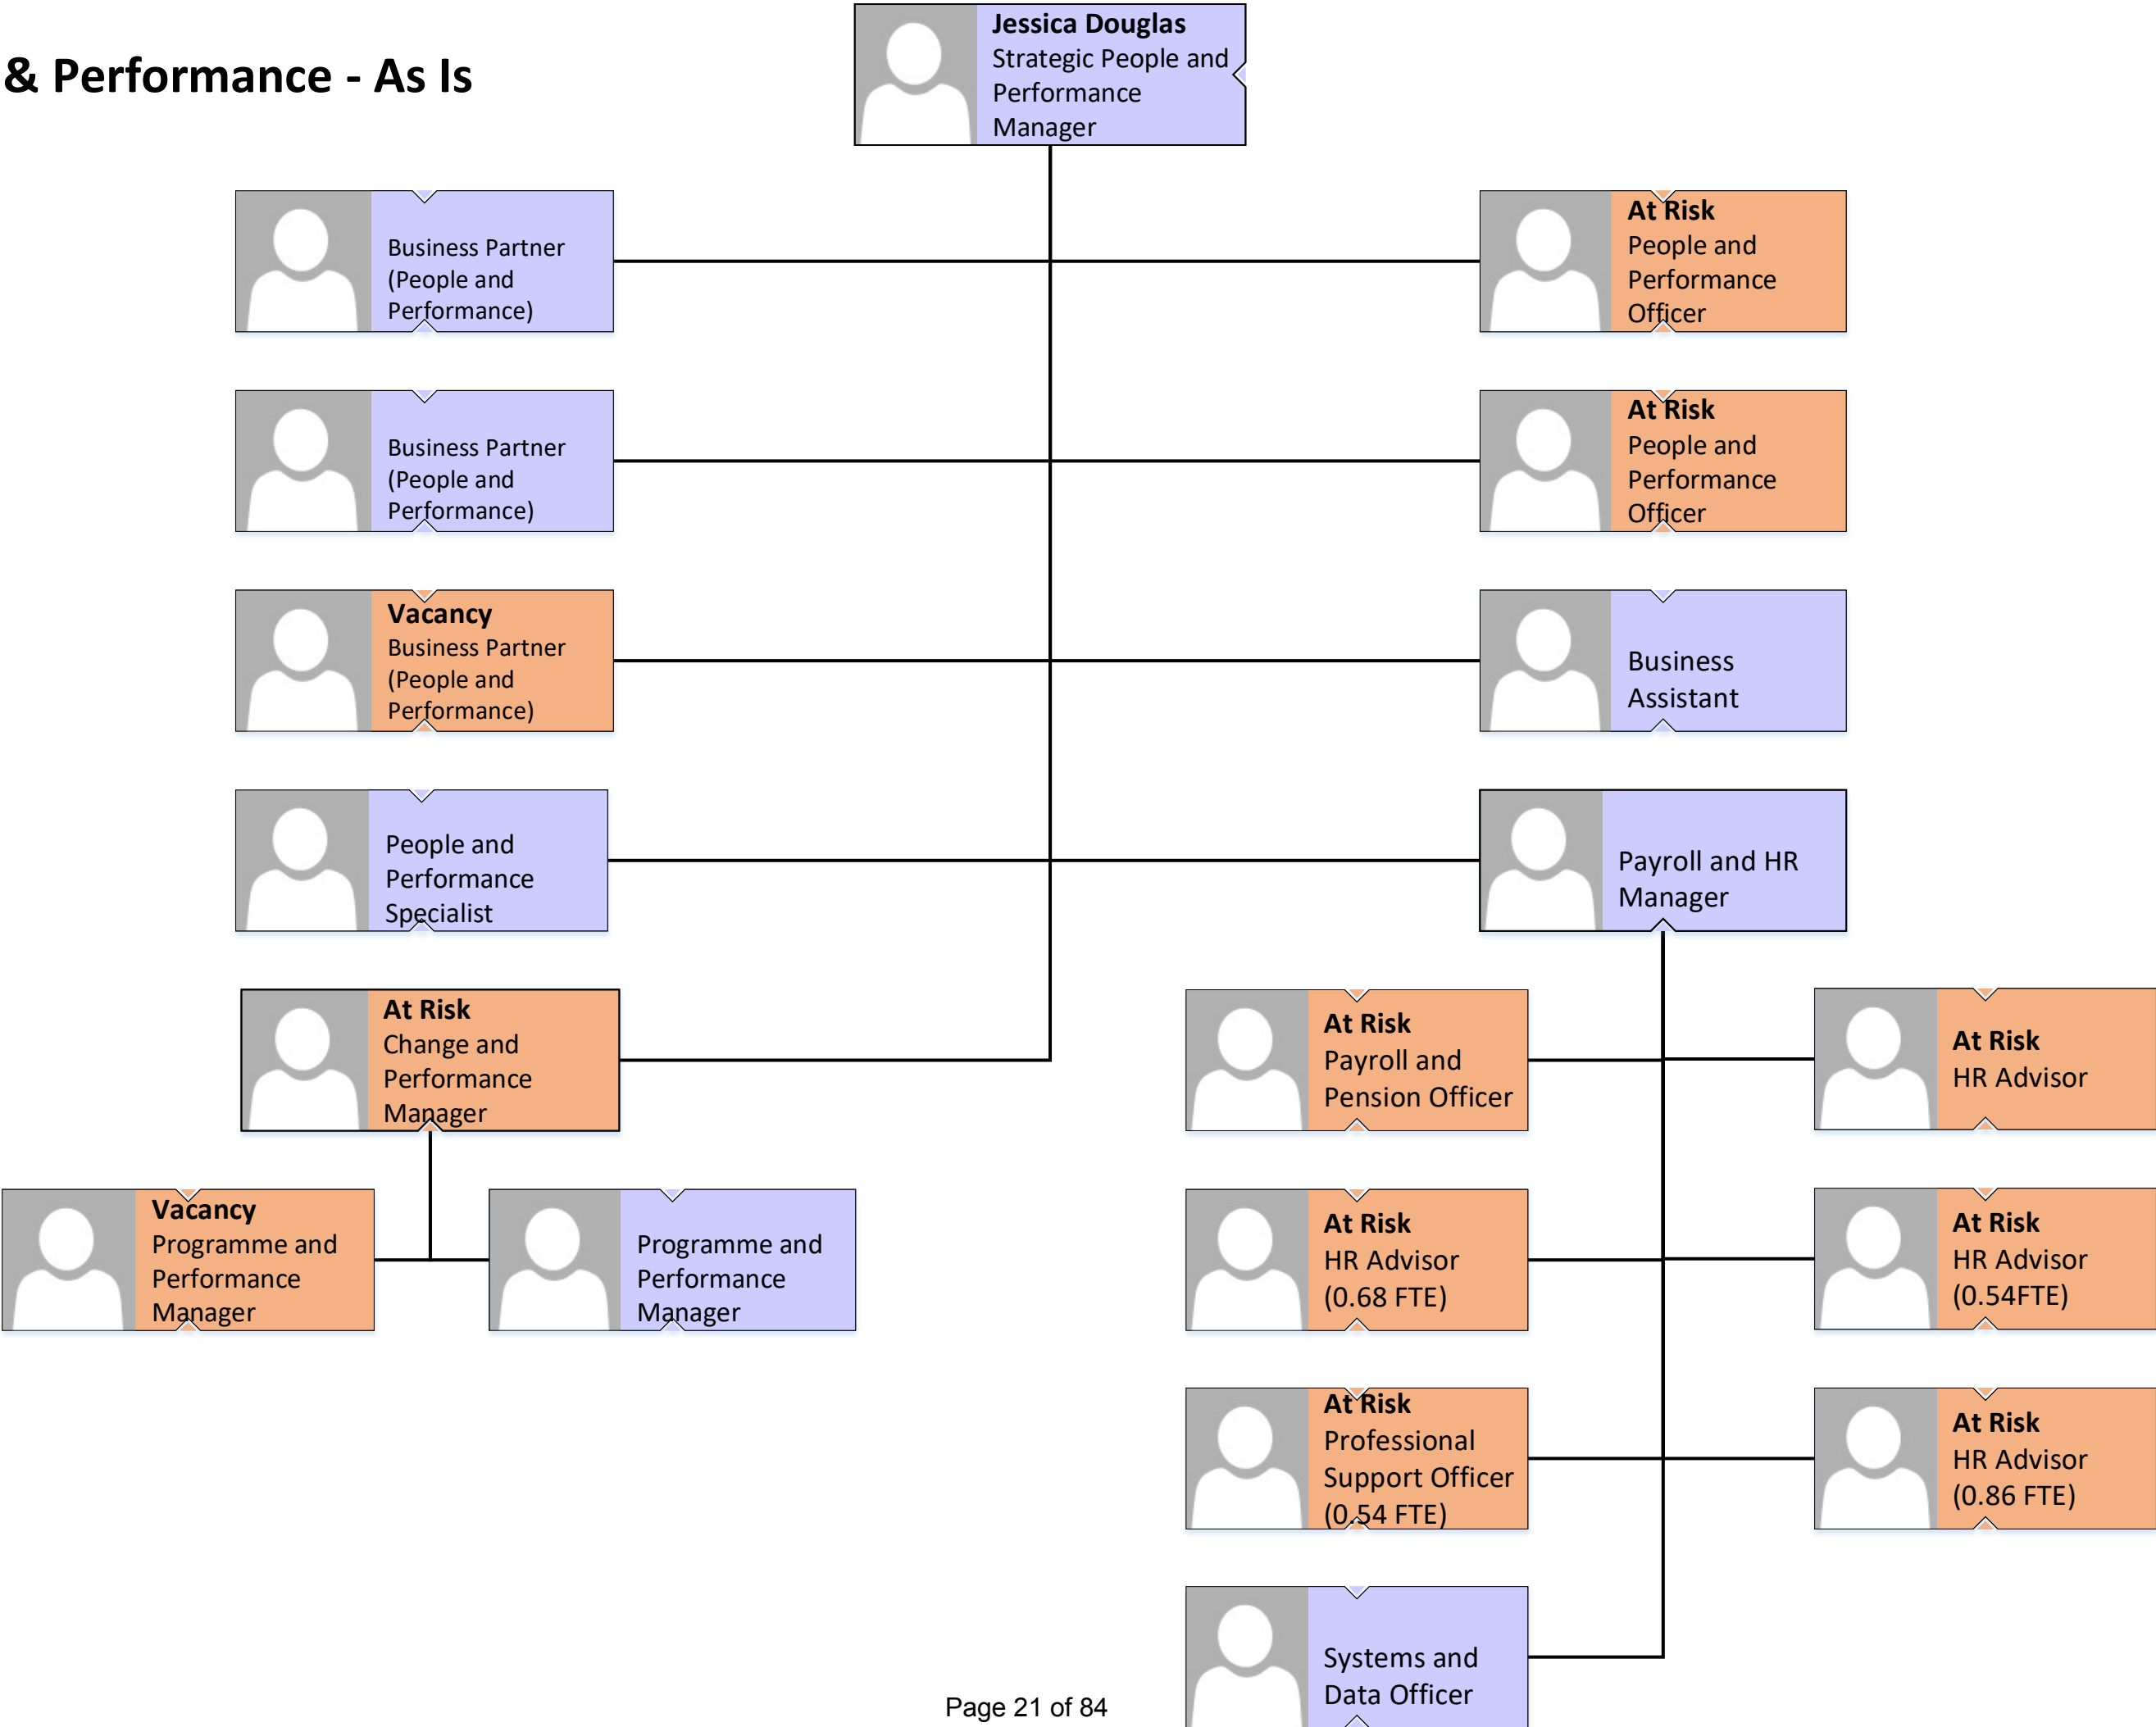 & Performance - As Is
Jessica Douglas
Strategic People and
Performance
Manager
Business Partner
(People and
Performance)
At Risk
People and
Performance
Officer
Business Partner
(People and
Performance)
At Risk
People and
Performance
Officer
Vacancy
Business Partner
(People and
Performance)
Business
Assistant
People and
Performance
Specialist
Payroll and HR
Manager
At Risk
Change and
Performance
Manager
At Risk
Payroll and
Pension Officer
At Risk
HR Advisor
Vacancy
Programme and
Performance
Manager
Programme and
Performance
Manager
At Risk
HR Advisor
(0.68 FTE)
At Risk
HR Advisor
(0.54FTE)
At Risk
Professional
Support Officer
(0.54 FTE)
At Risk
HR Advisor
(0.86 FTE)
Systems and
Data Officer
Page 21 of 84